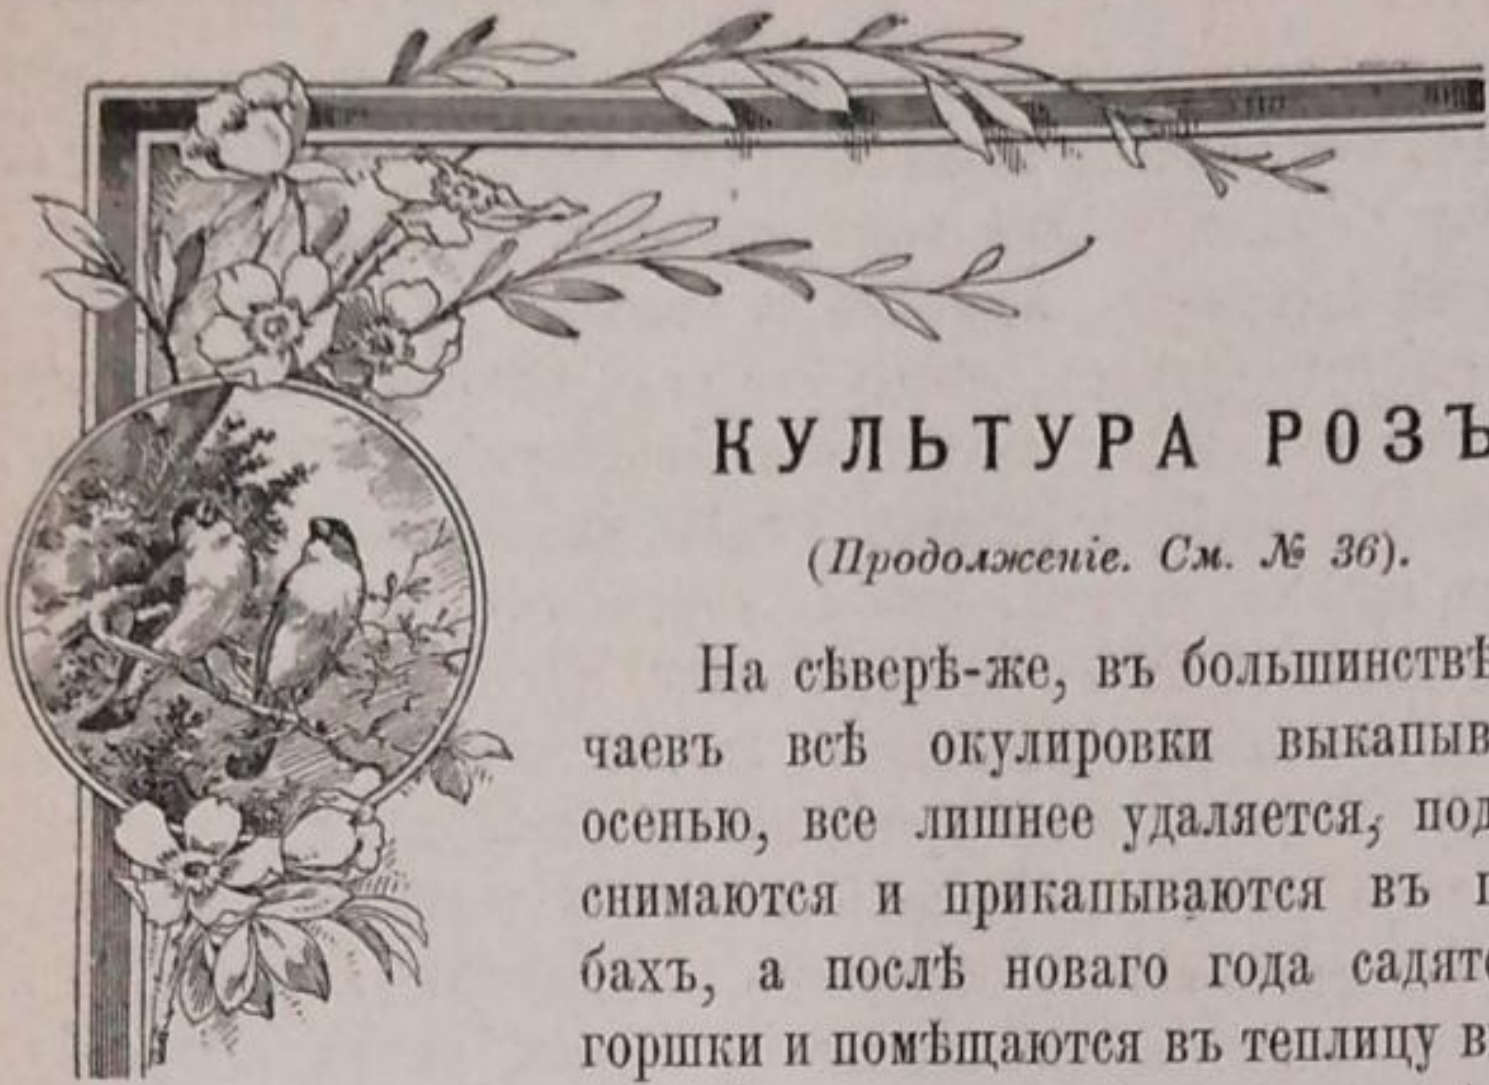 КУЛЬТУРА РОЗЪ
(Продолженіе. См. № 36).
На сѣверѣ-же, въ большинствѣ
чаевъ всѣ окулировки выкапыв
осенью, все лишнее удаляется, под
снимаются и прикапываются въ
бахъ, а послѣ новаго года садятс
горшки и помѣщаются въ теплицу в